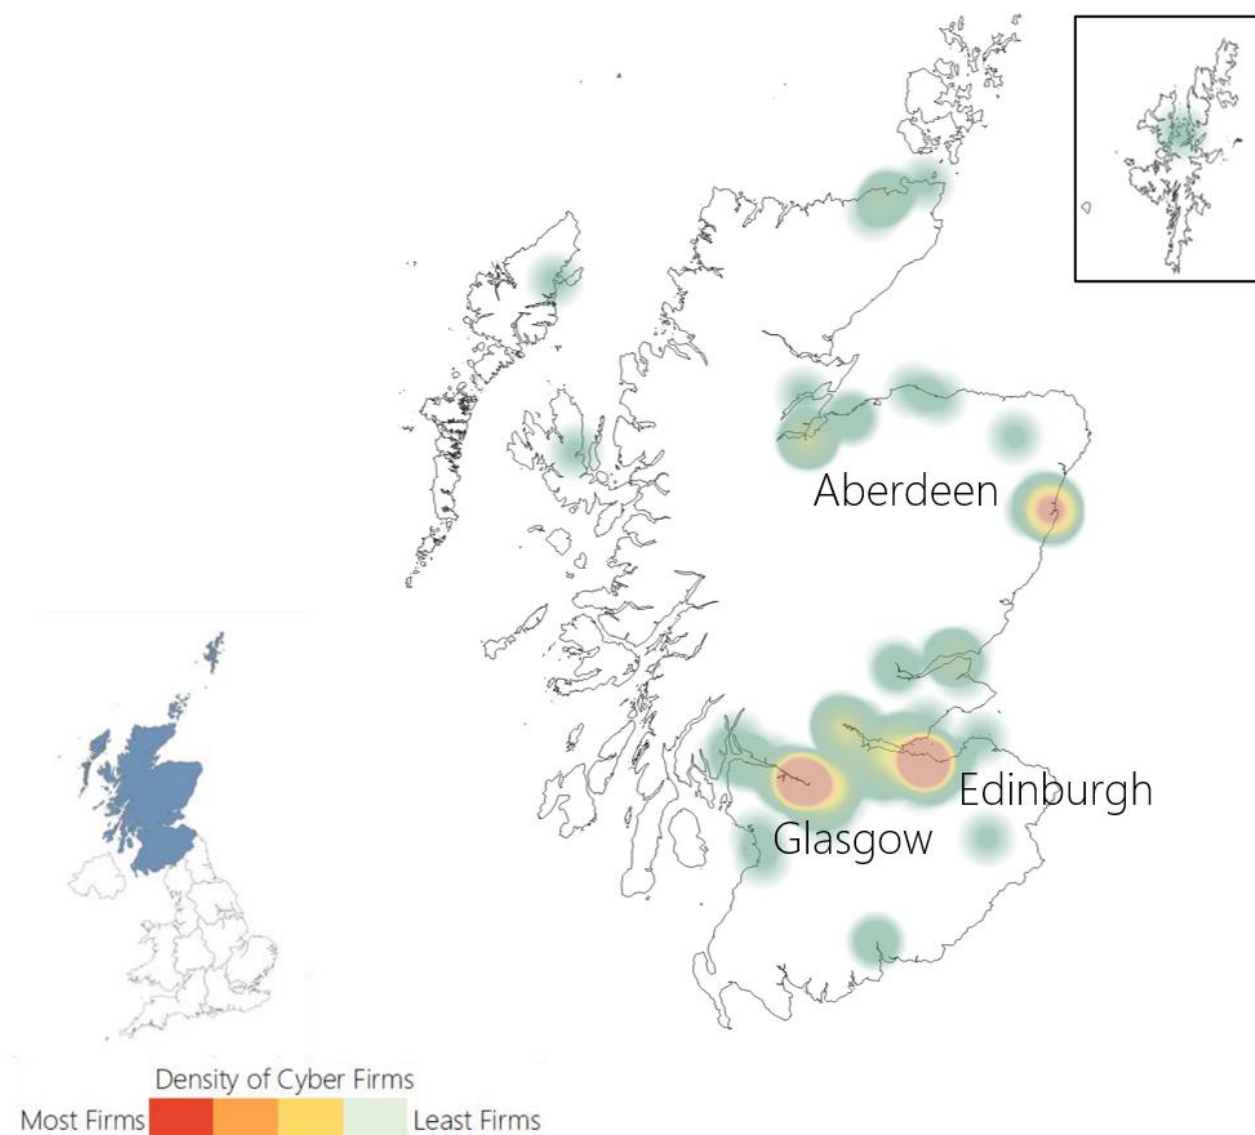 Aberdeen
Edinburgh
Glasgow
Density of Cyber Firms
Most Firms
Least Firms